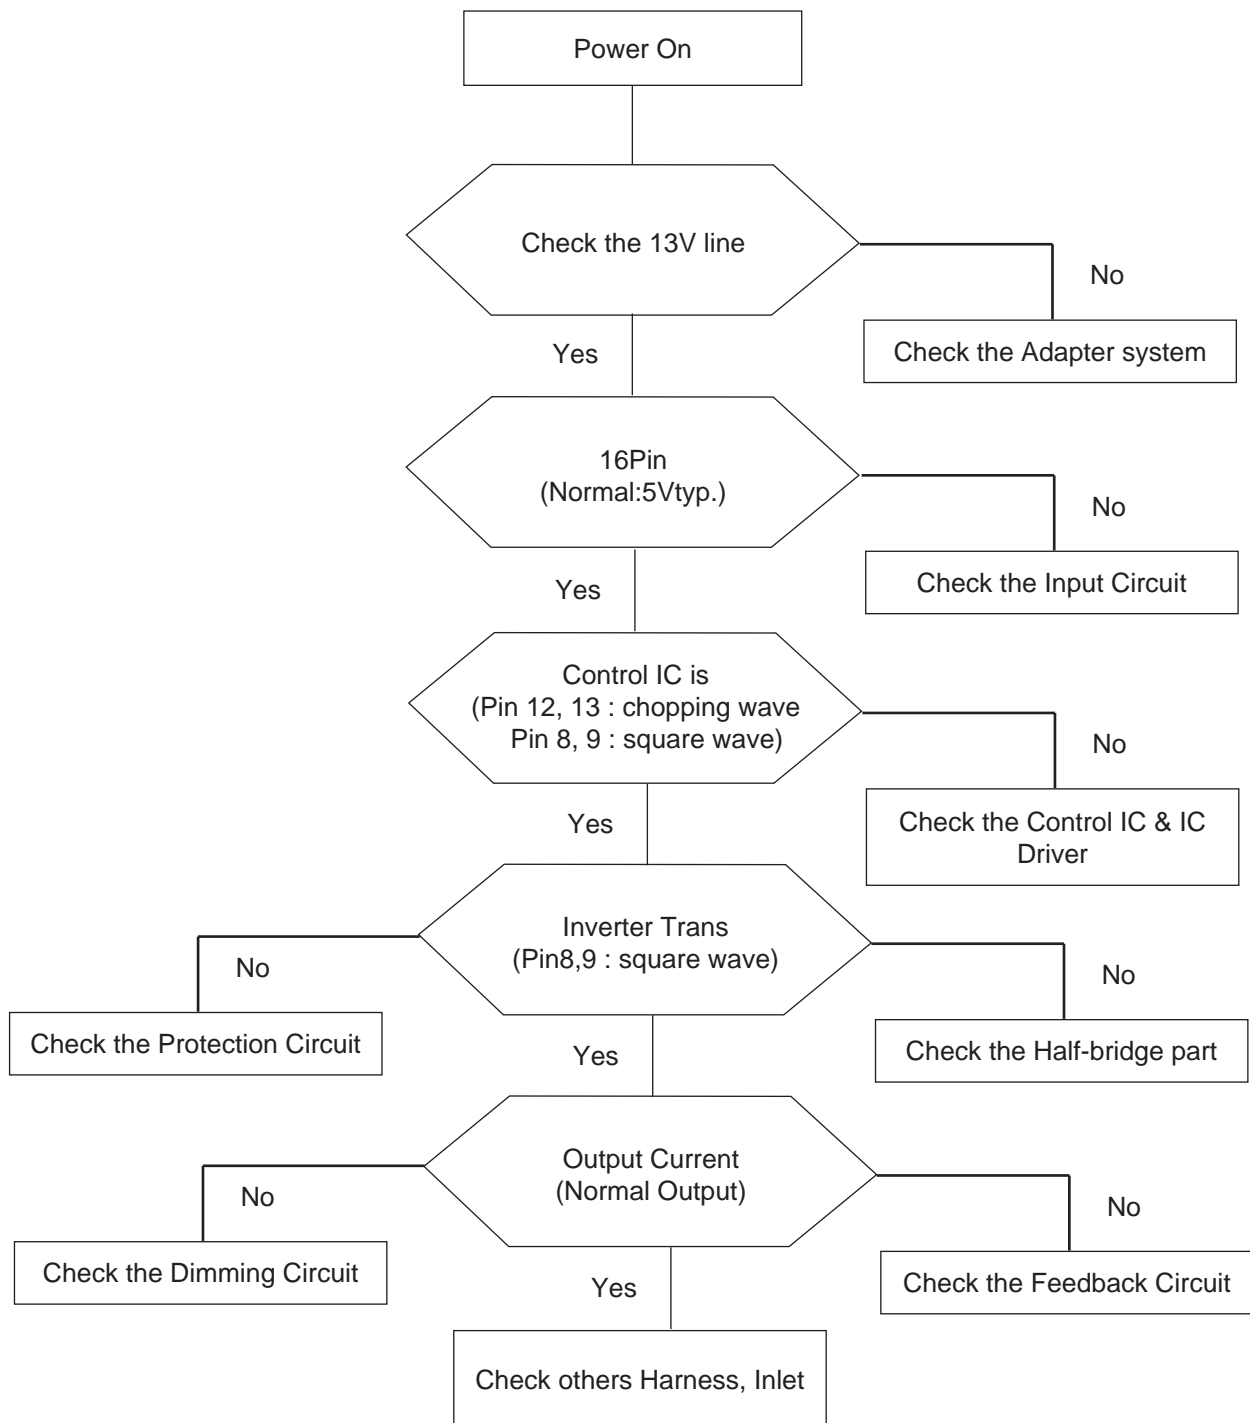 Power On
Check the 13V line
No
Check the Adapter system
Yes
16Pin
(Normal:5Vtyp.)
No
Check the Input Circuit
Yes
Control IC is
(Pin 12, 13 : chopping wave
Pin 8, 9 : square wave)
No
Check the Control IC & IC
Driver
Yes
Inverter Trans
(Pin8,9 : square wave)
No
No
Check the Protection Circuit
Check the Half-bridge part
Yes
Output Current
(Normal Output)
No
No
Check the Dimming Circuit
Check the Feedback Circuit
Yes
Check others Harness, Inlet